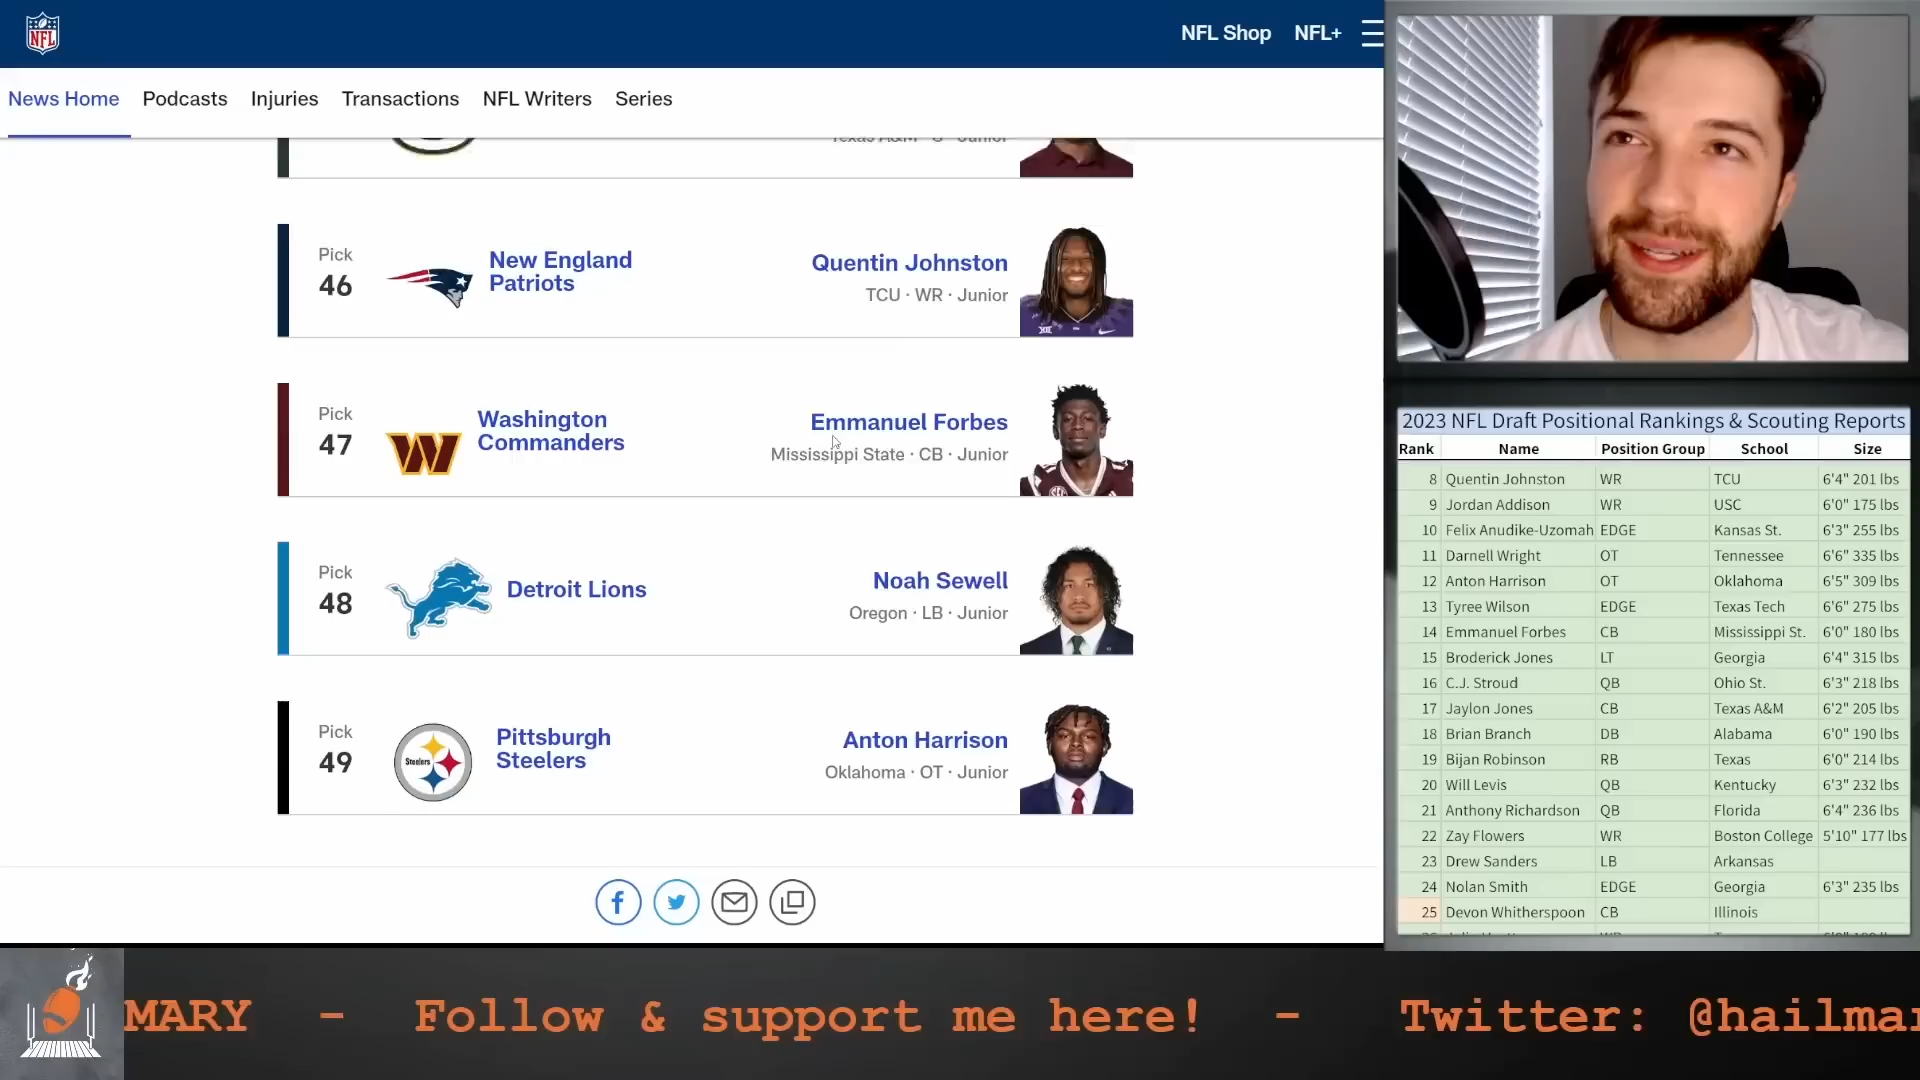 NFL
NFL Shop
NFL+
News Home
Podcasts
Injuries
Transactions
NFL Writers
Series
Texas A&M · S · Junior
Pick
46
New England
Patriots
Quentin Johnston
TCU · WR · Junior
Pick
47
Washington
Commanders
Emmanuel Forbes
Mississippi State · CB · Junior
Pick
48
Detroit Lions
Noah Sewell
Oregon · LB · Junior
Pick
49
Steelers
Pittsburgh
Steelers
Anton Harrison
Oklahoma · OT · Junior
2023 NFL Draft Positional Rankings & Scouting Reports
Rank Name Position Group School Size
8 Quentin Johnston WR TCU 6'4" 201 lbs
9 Jordan Addison WR USC 6'0" 175 lbs
10 Felix Anudike-Uzomah EDGE Kansas St. 6'3" 255 lbs
11 Darnell Wright OT Tennessee 6'6" 335 lbs
12 Anton Harrison OT Oklahoma 6'5" 309 lbs
13 Tyree Wilson EDGE Texas Tech 6'6" 275 lbs
14 Emmanuel Forbes CB Mississippi St. 6'0" 180 lbs
15 Broderick Jones LT Georgia 6'4" 315 lbs
16 C.J. Stroud QB Ohio St. 6'3" 218 lbs
17 Jaylon Jones CB Texas A&M 6'2" 205 lbs
18 Brian Branch DB Alabama 6'0" 190 lbs
19 Bijan Robinson RB Texas 6'0" 214 lbs
20 Will Levis QB Kentucky 6'3" 232 lbs
21 Anthony Richardson QB Florida 6'4" 236 lbs
22 Zay Flowers WR Boston College 5'10" 177 lbs
23 Drew Sanders LB Arkansas
24 Nolan Smith EDGE Georgia 6'3" 235 lbs
25 Devon Whitherspoon CB Illinois
MARY - Follow & support me here! - Twitter: @hailmar